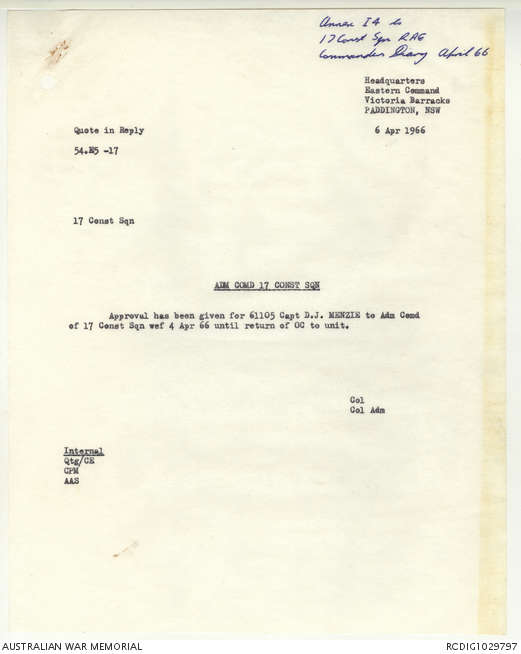 Annex I 4 to
17 Const Sqn RAE
Commanders Diary April 66
Headquarters
Eastern Command
Victoria Barracks
PADDINGTON, NSW
Quote in Reply
6 Apr 1966
54.E5 -17
17 Const Sqn
ADM COMD 17 CONST SQN
Approval has been given for 61105 Capt D.J. MENZIE to Adm Comd
of 17 Const Sqn wef 4 Apr 66 until return of OC to unit.
Col
Col Adm
Internal
Qtg/CE
CPM
AAS
AUSTRALIAN WAR MEMORIAL
RCDIG1029797